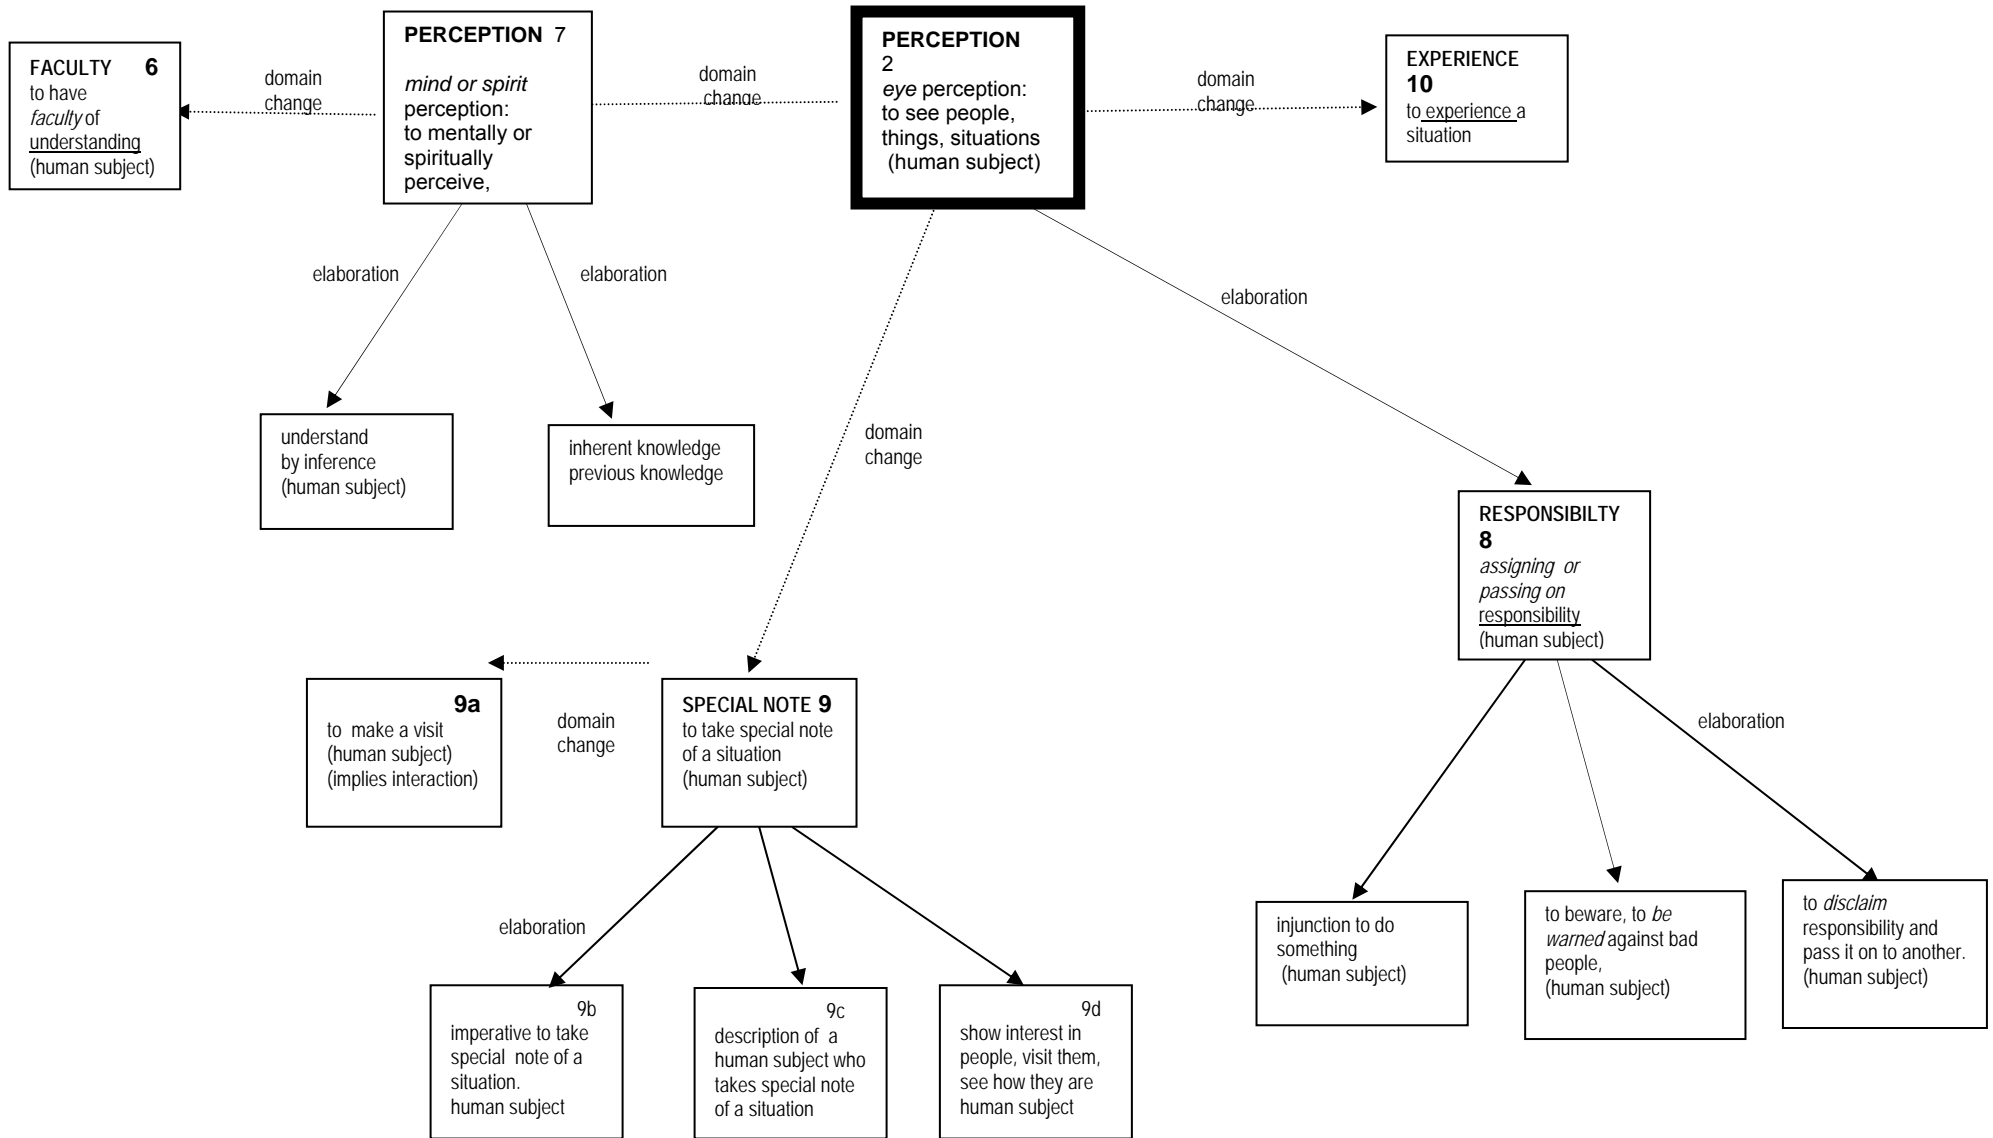 FACULTY 6
to have
faculty of
understanding
(human subject)
domain
change
PERCEPTION 7
mind or spirit
perception:
to mentally or
spiritually
perceive,
domain
change
PERCEPTION
2
eye perception:
to see people,
things, situations
(human subject)
domain
change
EXPERIENCE
10
to experience a
situation
elaboration
elaboration
elaboration
understand
by inference
(human subject)
inherent knowledge
previous knowledge
domain
change
RESPONSIBILTY
8
assigning or
passing on
responsibility
(human subject)
9a
to make a visit
(human subject)
(implies interaction)
domain
change
SPECIAL NOTE 9
to take special note
of a situation
(human subject)
elaboration
elaboration
9b
imperative to take
special note of a
situation.
human subject
9c
description of a
human subject who
takes special note
of a situation
9d
show interest in
people, visit them,
see how they are
human subject
injunction to do
something
(human subject)
to beware, to be
warned against bad
people,
(human subject)
to disclaim
responsibility and
pass it on to another.
(human subject)